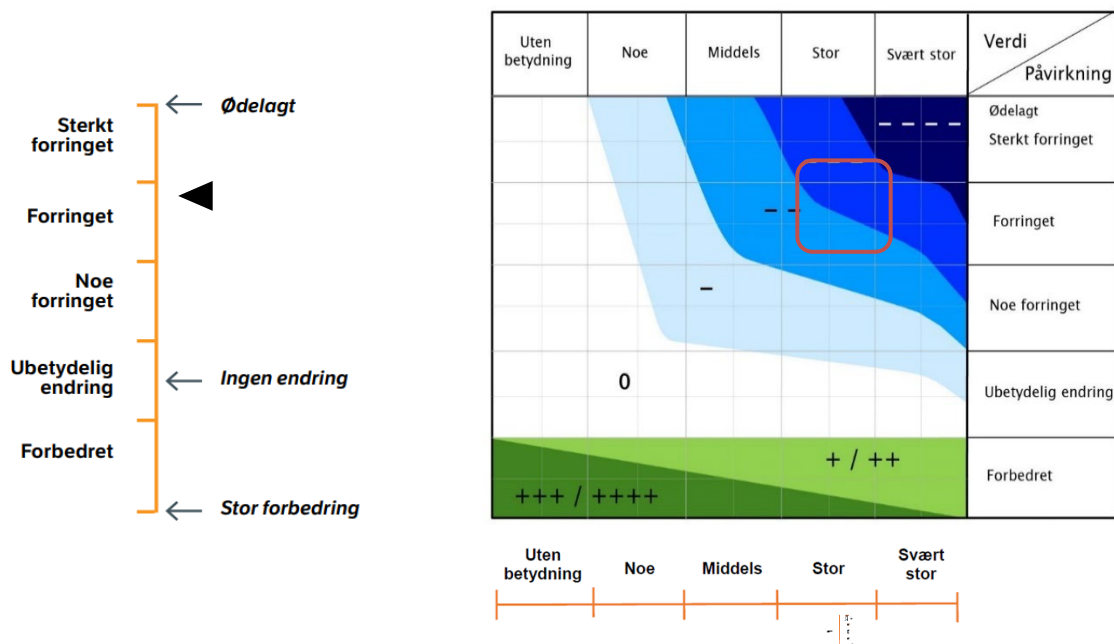 Ødelagt
Sterkt
forringet
Forringet
Noe
forringet
Ubetydelig
endring
Ingen endring
Forbedret
Stor forbedring
Uten
betydning
Noe
Middels
Stor
Svært stor
Verdi
Påvirkning
Ødelagt
– – – –
Sterkt forringet
– –
Forringet
–
Noe forringet
0
Ubetydelig endring
+ / ++
Forbedret
+++ / ++++
Uten
betydning
Noe
Middels
Stor
Svært
stor